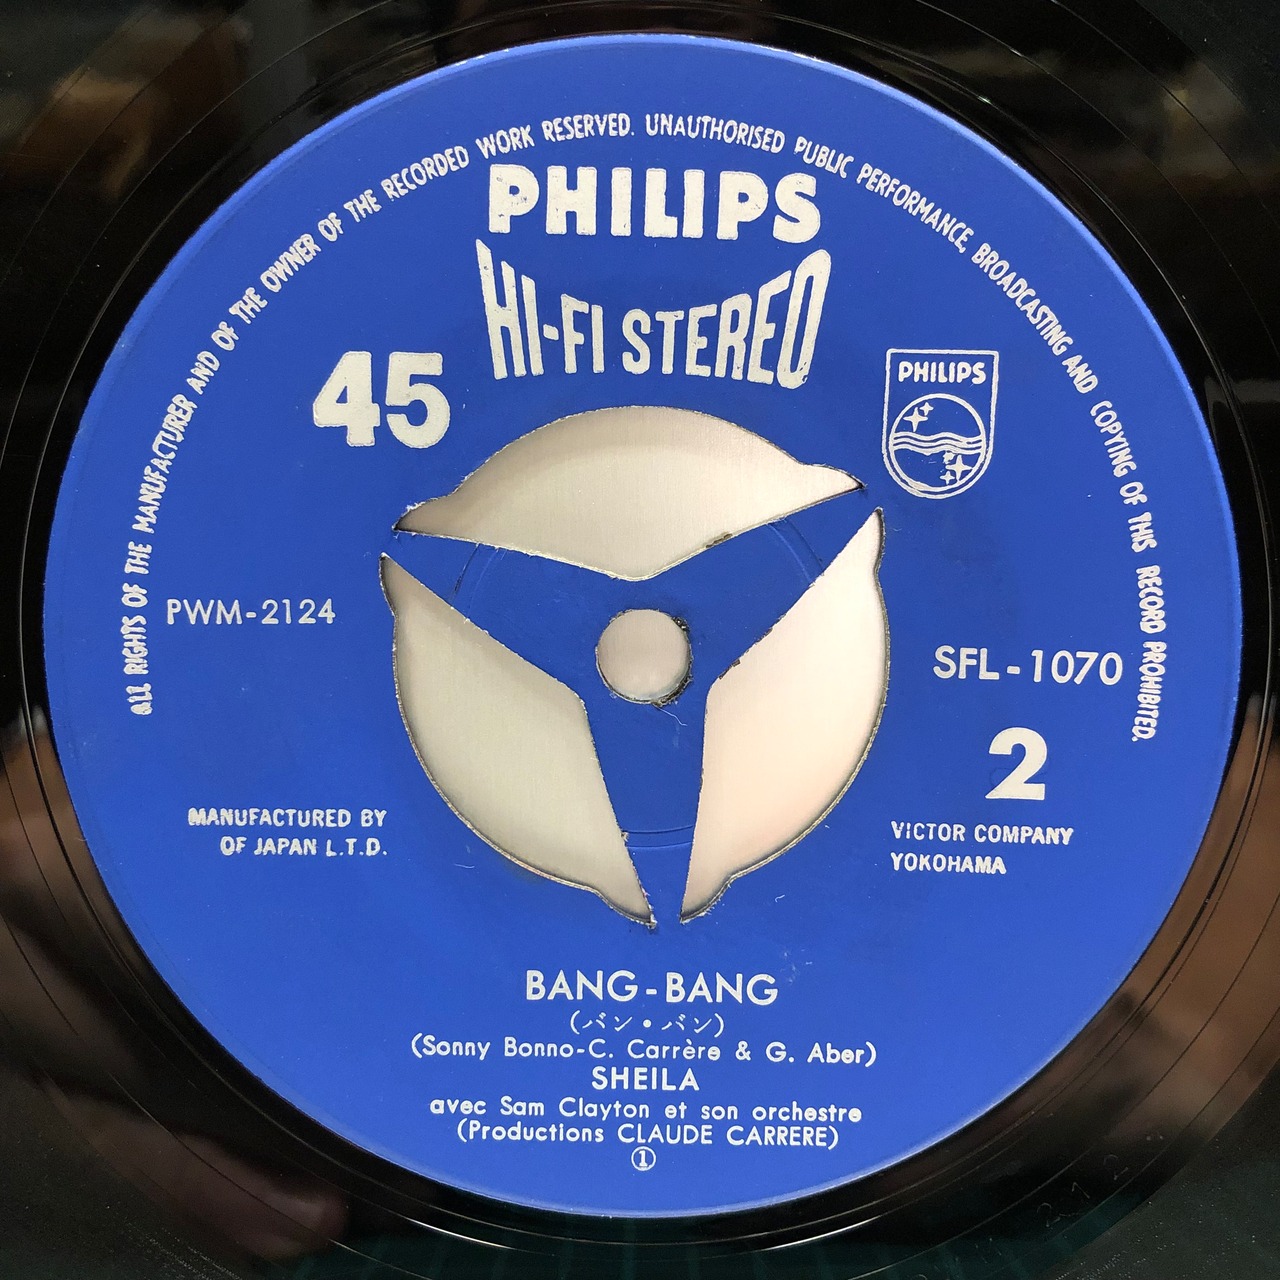 ALL RIGHTS OF THE MANUFACTURER AND OF THE OWNER OF THE RECORDED WORK RESERVED. UNAUTHORISED PUBLIC PERFORMANCE, BROADCASTING AND COPYING OF THIS RECORD PROHIBITED.
PHILIPS
HI-FI STEREO
45
PHILIPS
PWM-2124
SFL-1070
2
MANUFACTURED BY VICTOR COMPANY
OF JAPAN L.T.D. YOKOHAMA
BANG-BANG
(バン・バン)
(Sonny Bonno-C. Carrère & G. Aber)
SHEILA
avec Sam Clayton et son orchestre
(Productions CLAUDE CARRERE)
①